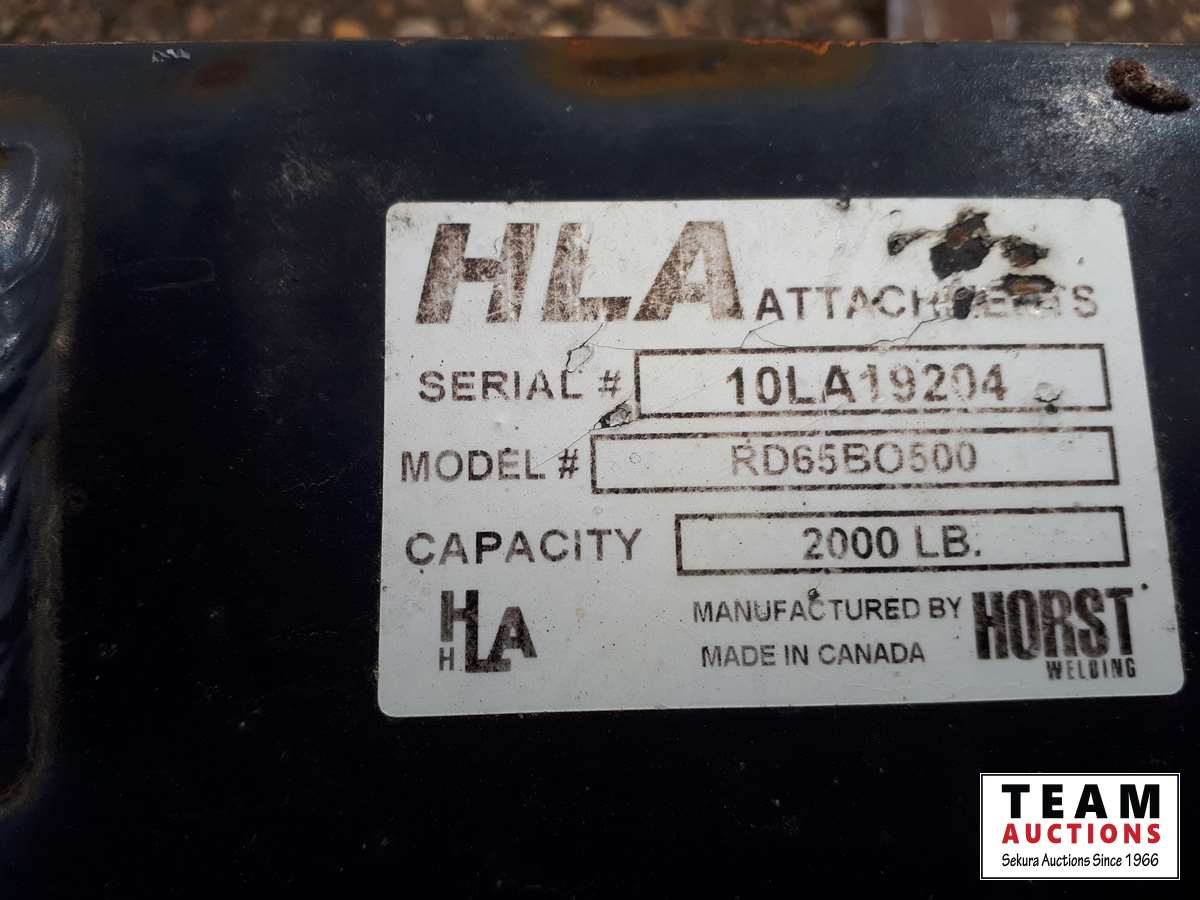 HLA ATTACHMENTS
SERIAL # 10LA19204
MODEL # RD65BO500
CAPACITY 2000 LB.
HLA
H.
MANUFACTURED BY HORST
WELDING
MADE IN CANADA
TEAM
AUCTIONS
Sekura Auctions Since 1966